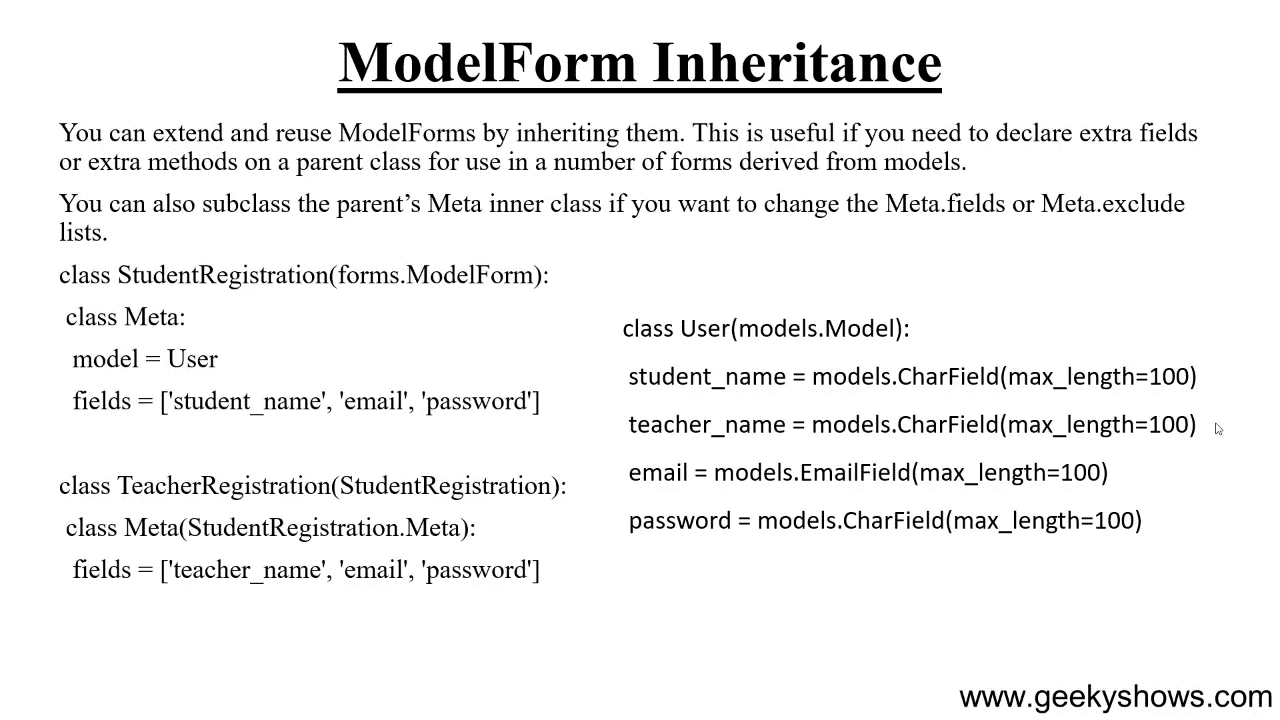 ModelForm Inheritance
You can extend and reuse ModelForms by inheriting them. This is useful if you need to declare extra fields
or extra methods on a parent class for use in a number of forms derived from models.
You can also subclass the parent’s Meta inner class if you want to change the Meta.fields or Meta.exclude
lists.
class StudentRegistration(forms.ModelForm):
class Meta:
model = User
fields = ['student_name', 'email', 'password']
class TeacherRegistration(StudentRegistration):
class Meta(StudentRegistration.Meta):
fields = ['teacher_name', 'email', 'password']
class User(models.Model):
student_name = models.CharField(max_length=100)
teacher_name = models.CharField(max_length=100)
email = models.EmailField(max_length=100)
password = models.CharField(max_length=100)
www.geekyshows.com